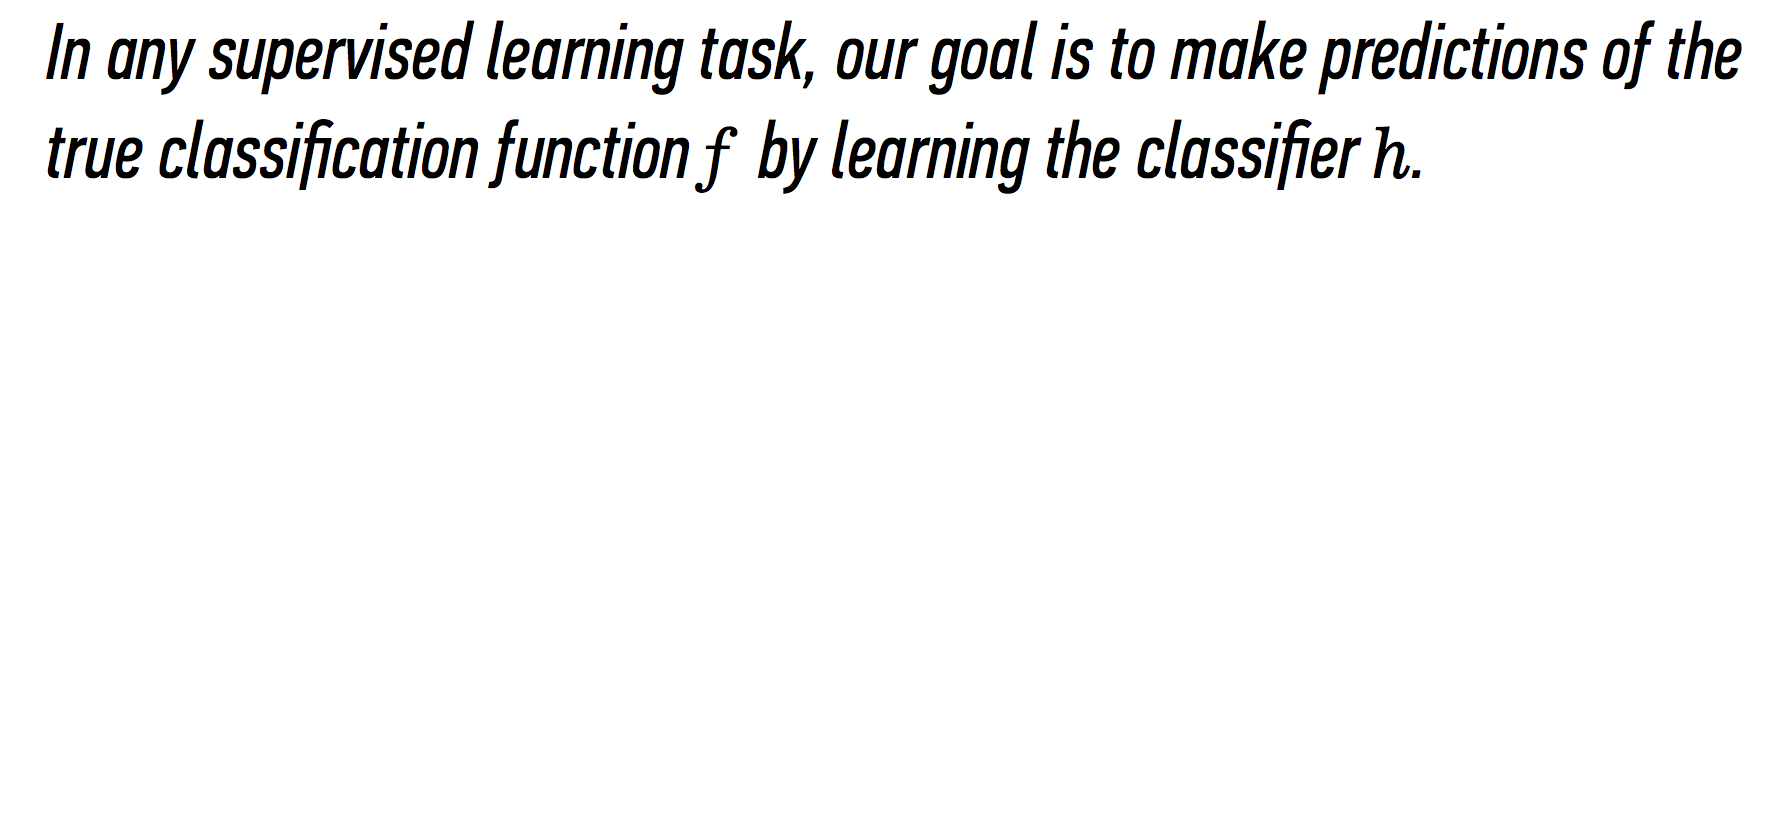 In any supervised learning task, our goal is to make predictions of the
true classification function f by learning the classifier h.